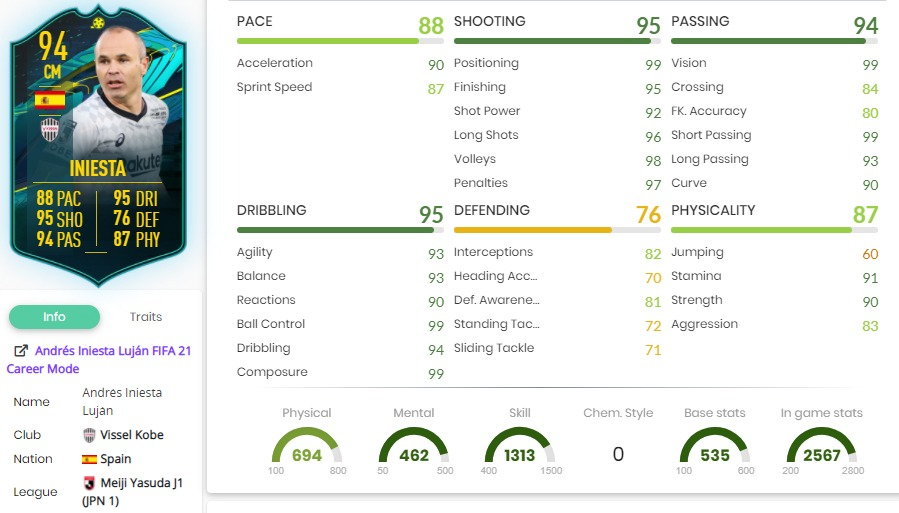 94
CM
INIESTA
88 PAC 95 DRI
95 SHO 76 DEF
94 PAS 87 PHY
Info Traits
Andrés Iniesta Luján FIFA 21
Career Mode
Name Andrés Iniesta
Luján
Club Vissel Kobe
Nation Spain
League Meiji Yasuda J1
(JPN 1)
PACE 88
Acceleration 90
Sprint Speed 87
SHOOTING 95
Positioning 99
Finishing 95
Shot Power 92
Long Shots 96
Volleys 98
Penalties 97
PASSING 94
Vision 99
Crossing 84
FK. Accuracy 80
Short Passing 99
Long Passing 93
Curve 90
DRIBBLING 95
Agility 93
Balance 93
Reactions 90
Ball Control 99
Dribbling 94
Composure 99
DEFENDING 76
Interceptions 82
Heading Acc... 70
Def. Awarene... 81
Standing Tac... 72
Sliding Tackle 71
PHYSICALITY 87
Jumping 60
Stamina 91
Strength 90
Aggression 83
Physical
694
100 800
Mental
462
50 500
Skill
1313
400 1500
Chem. Style
0
Base stats
535
100 600
In game stats
2567
200 2800